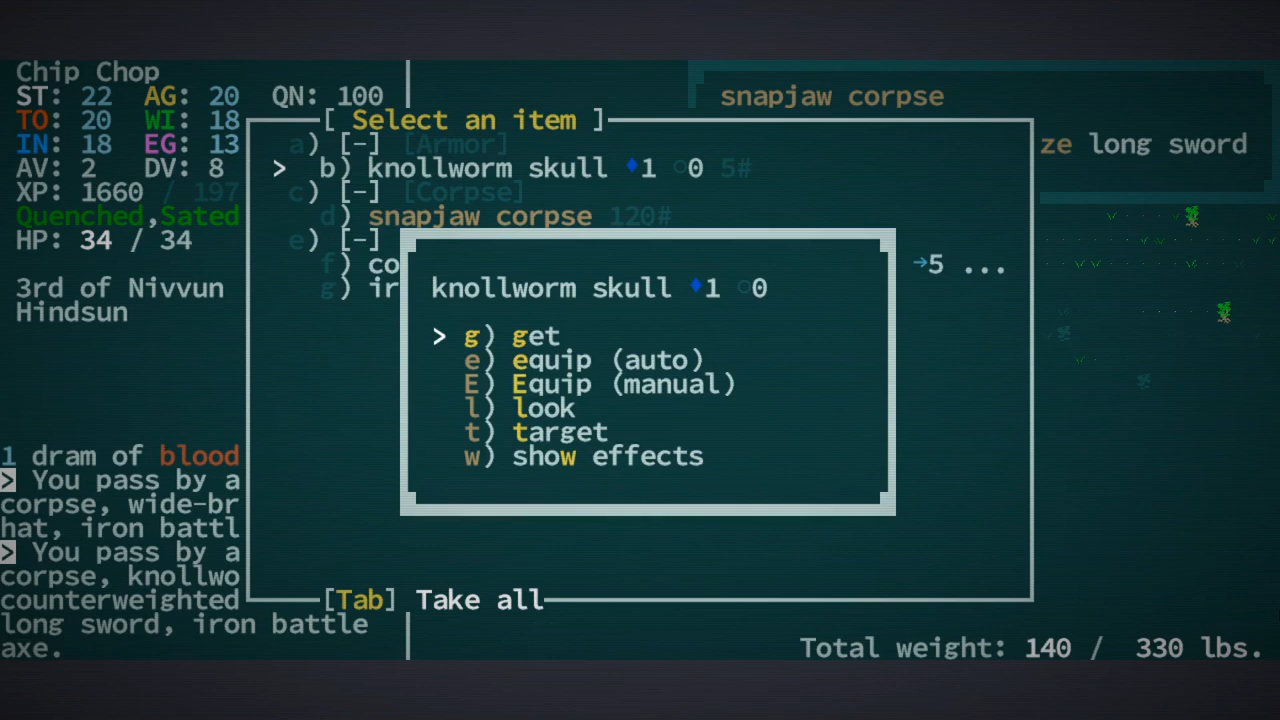 Chip Chop
snapjaw corpse
ST: 22 AG: 20 QN: 100
TO: 20 WI: 18
[ Select an item ]
IN: 18 EG: 13
a) [-] [Armor]
ze long sword
AV: 2 DV: 8
> b) knollworm skull ♦1 ○0 5#
XP: 1660 / 197
c) [-] [Corpse]
Quenched,Sated
d) snapjaw corpse 120#
HP: 34 / 34
e) [-]
f) co
→5 ...
g) ir
3rd of Nivvun
Hindsun
knollworm skull ♦1 ○0
> g) get
e) equip (auto)
E) Equip (manual)
l) look
t) target
w) show effects
1 dram of blood
> You pass by a
corpse, wide-br
hat, iron battl
> You pass by a
corpse, knollwo
counterweighted
long sword, iron battle
axe.
[Tab] Take all
Total weight: 140 / 330 lbs.